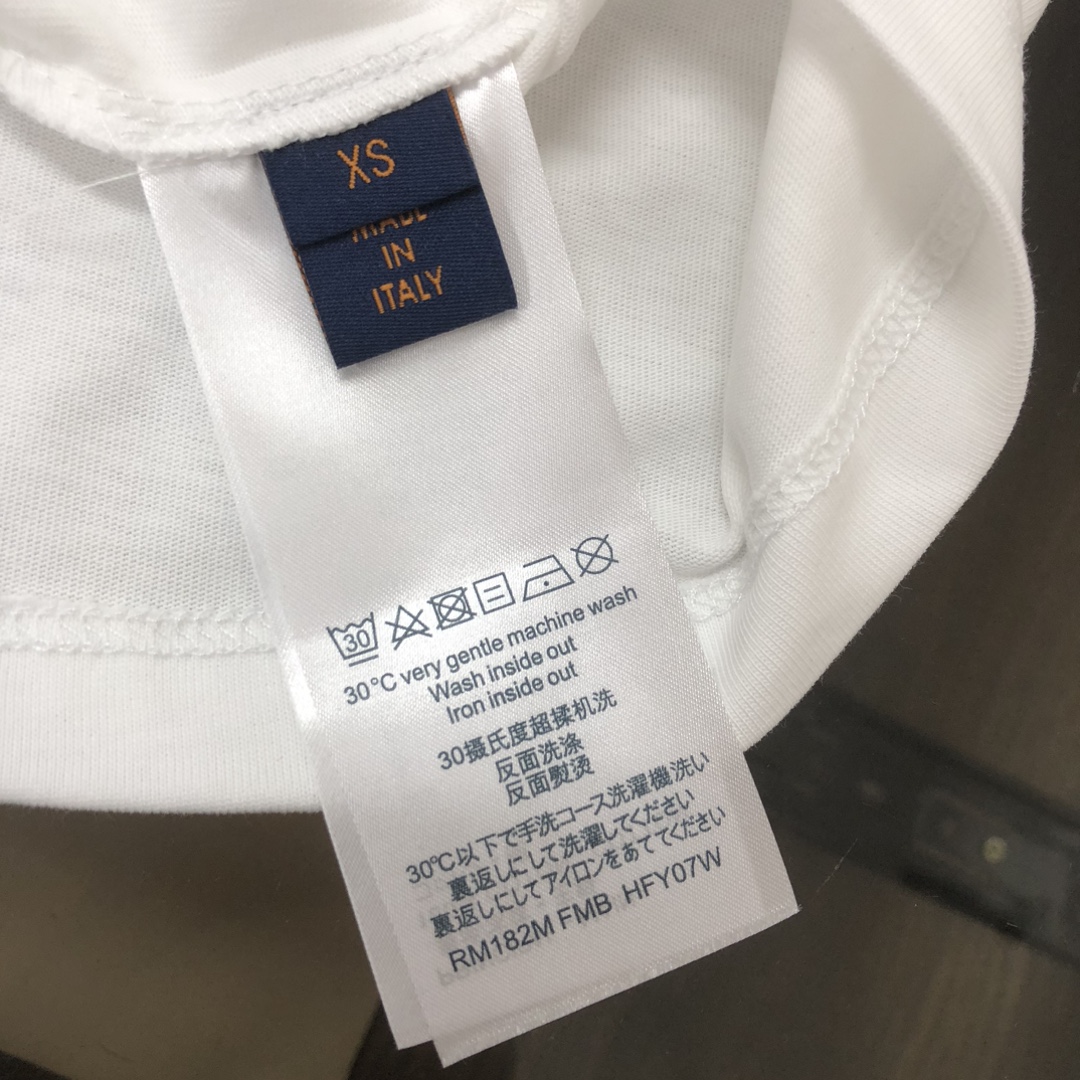 XS
MADE
IN
ITALY
30
30°C very gentle machine wash
Wash inside out
Iron inside out
30摄氏度超揉机洗
反面洗涤
反面熨烫
30℃以下で手洗コース洗濯機洗い
裏返しにして洗濯してください
裏返しにしてアイロンをあててください
RM182M FMB HFY07W